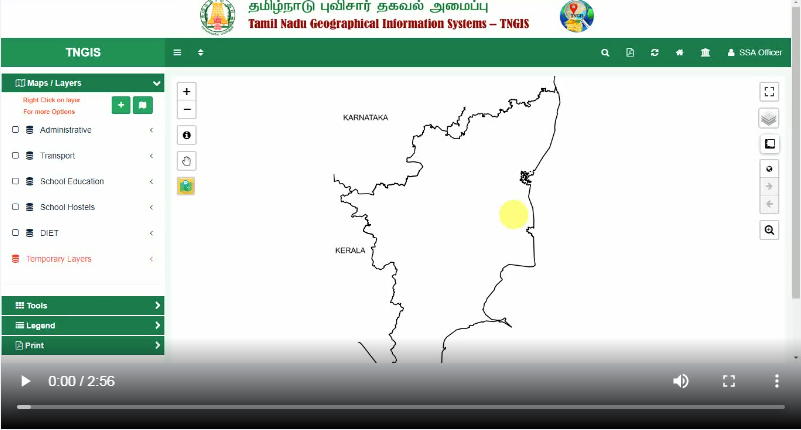 தமிழ்நாடு புவிசார் தகவல் அமைப்பு
Tamil Nadu Geographical Information Systems – TNGIS
TNGIS
SSA Officer
Maps / Layers
Right Click on layer
For more Options
Administrative
Transport
School Education
School Hostels
DIET
Temporary Layers
Tools
Legend
Print
KARNATAKA
KERALA
0:00 / 2:56